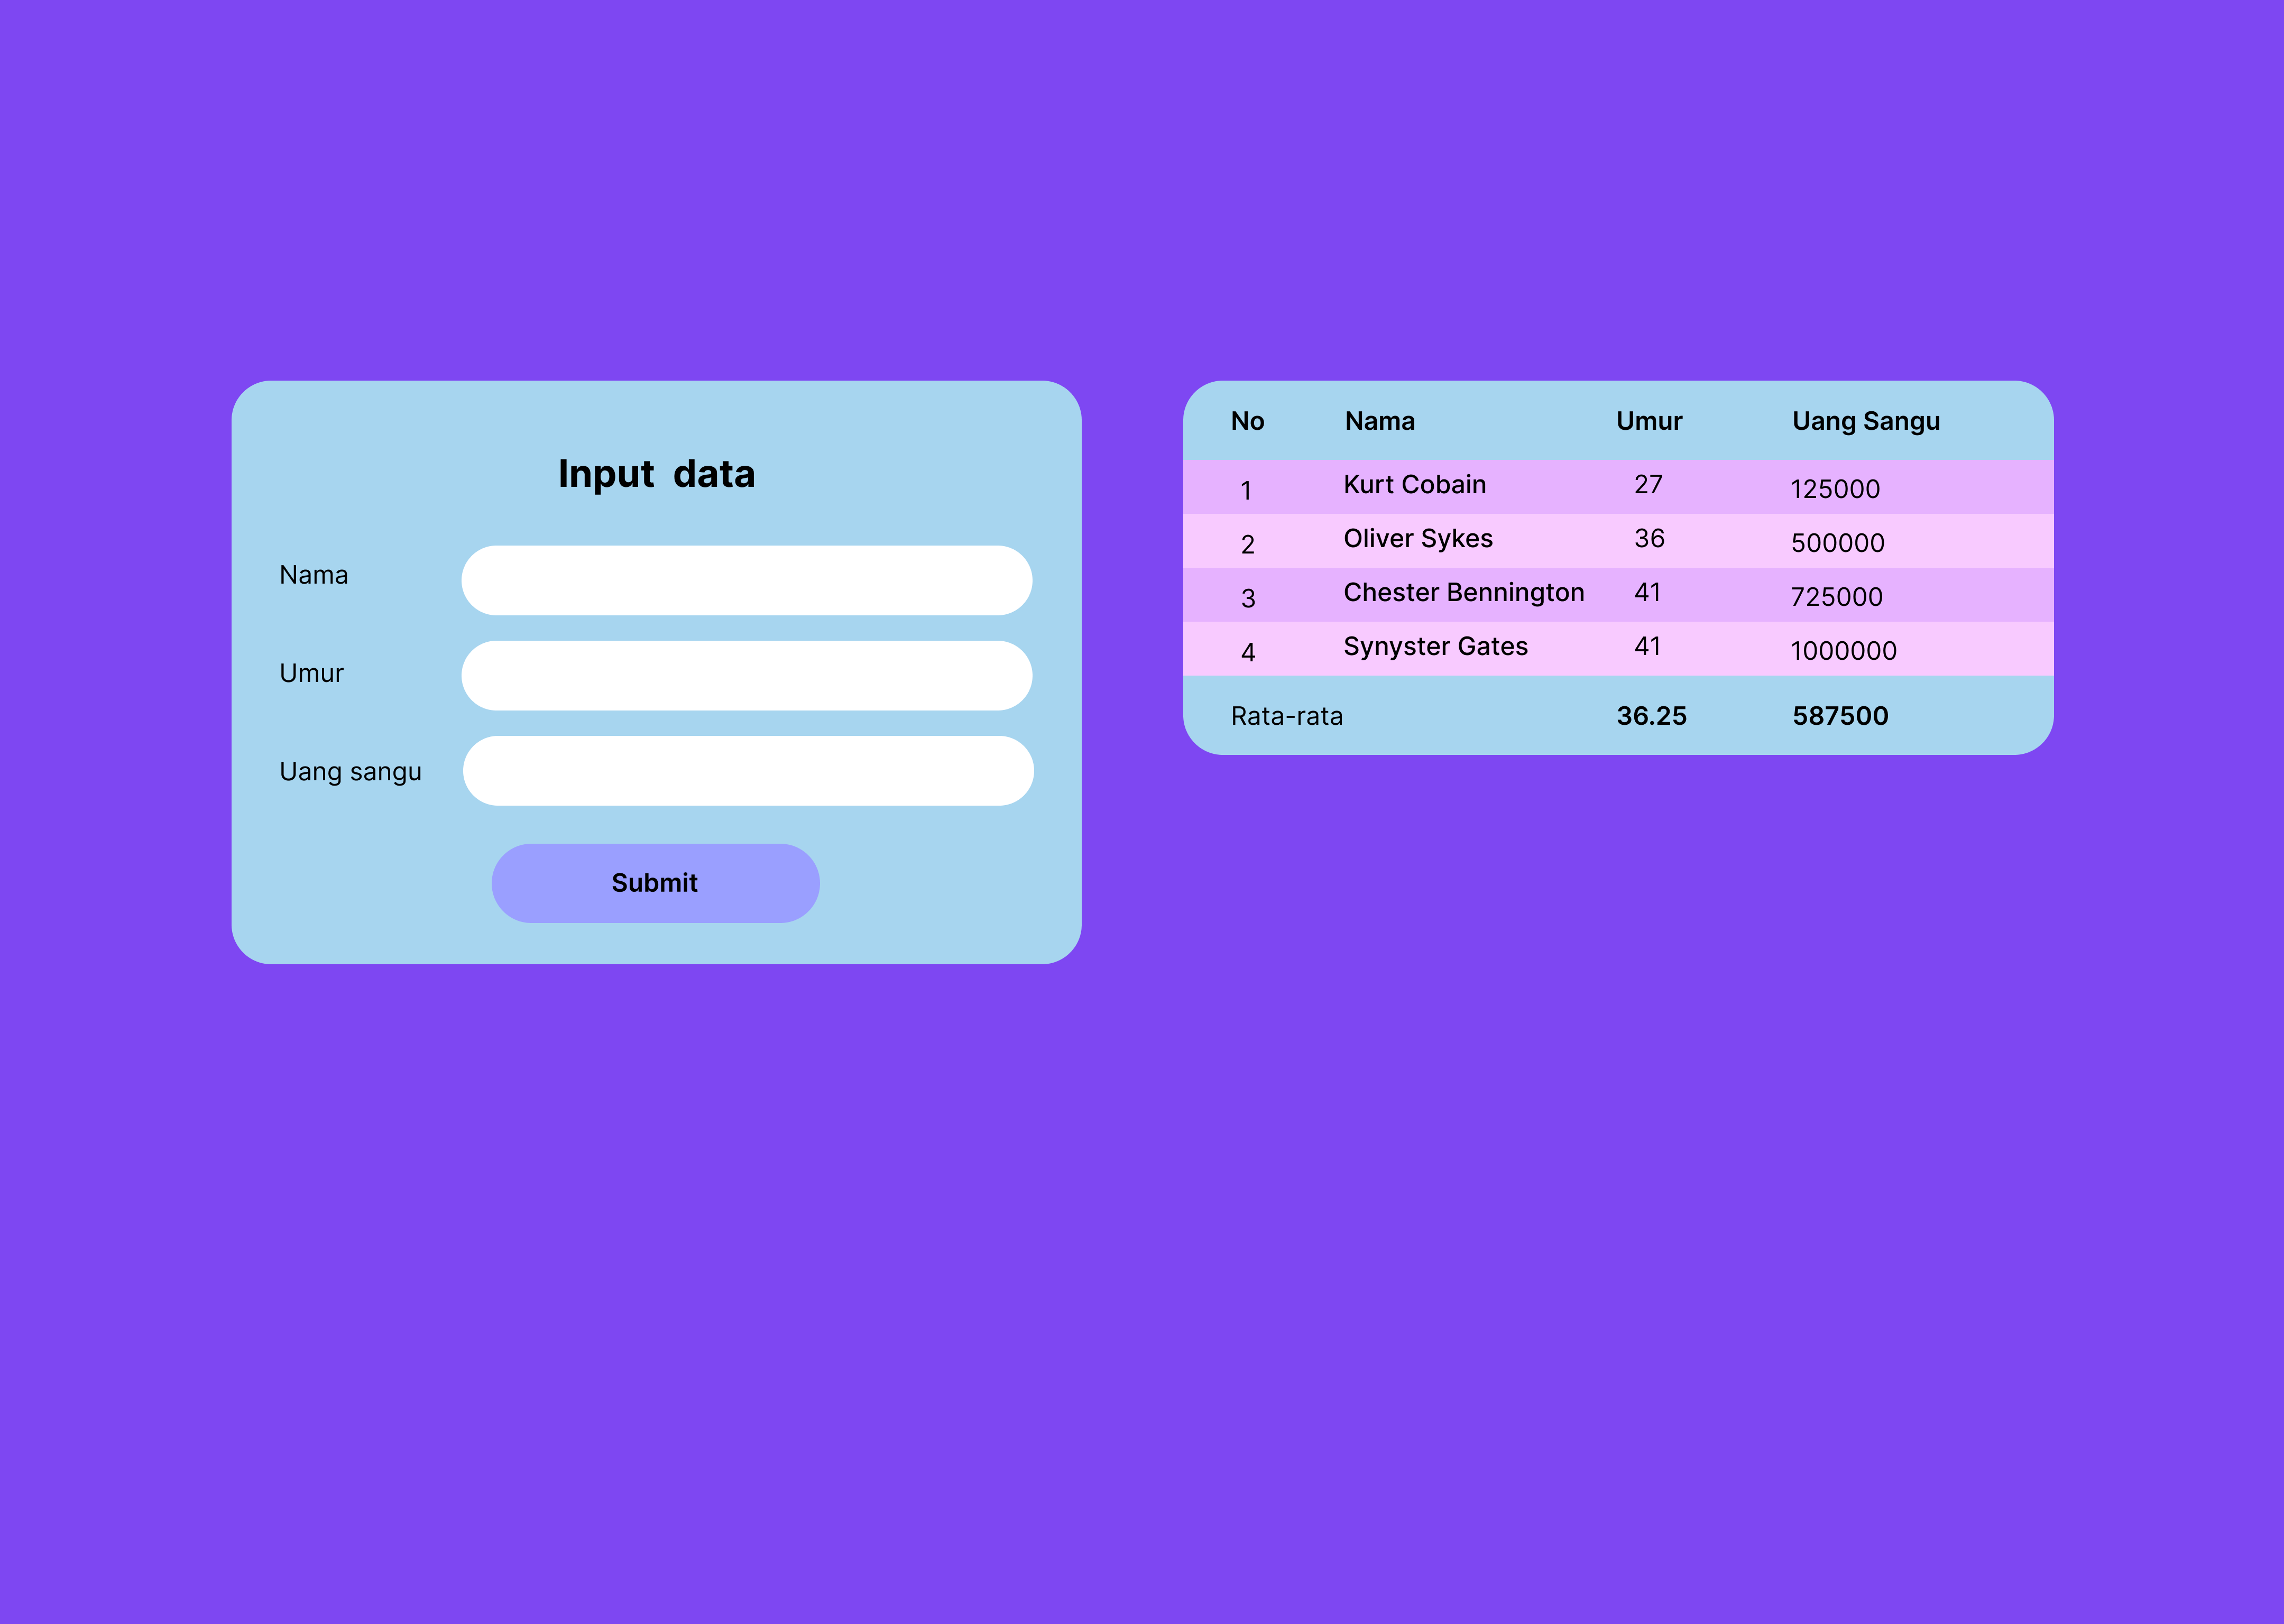 Input data
Nama
Umur
Uang sangu
Submit
No Nama Umur Uang Sangu
1 Kurt Cobain 27 125000
2 Oliver Sykes 36 500000
3 Chester Bennington 41 725000
4 Synyster Gates 41 1000000
Rata-rata 36.25 587500